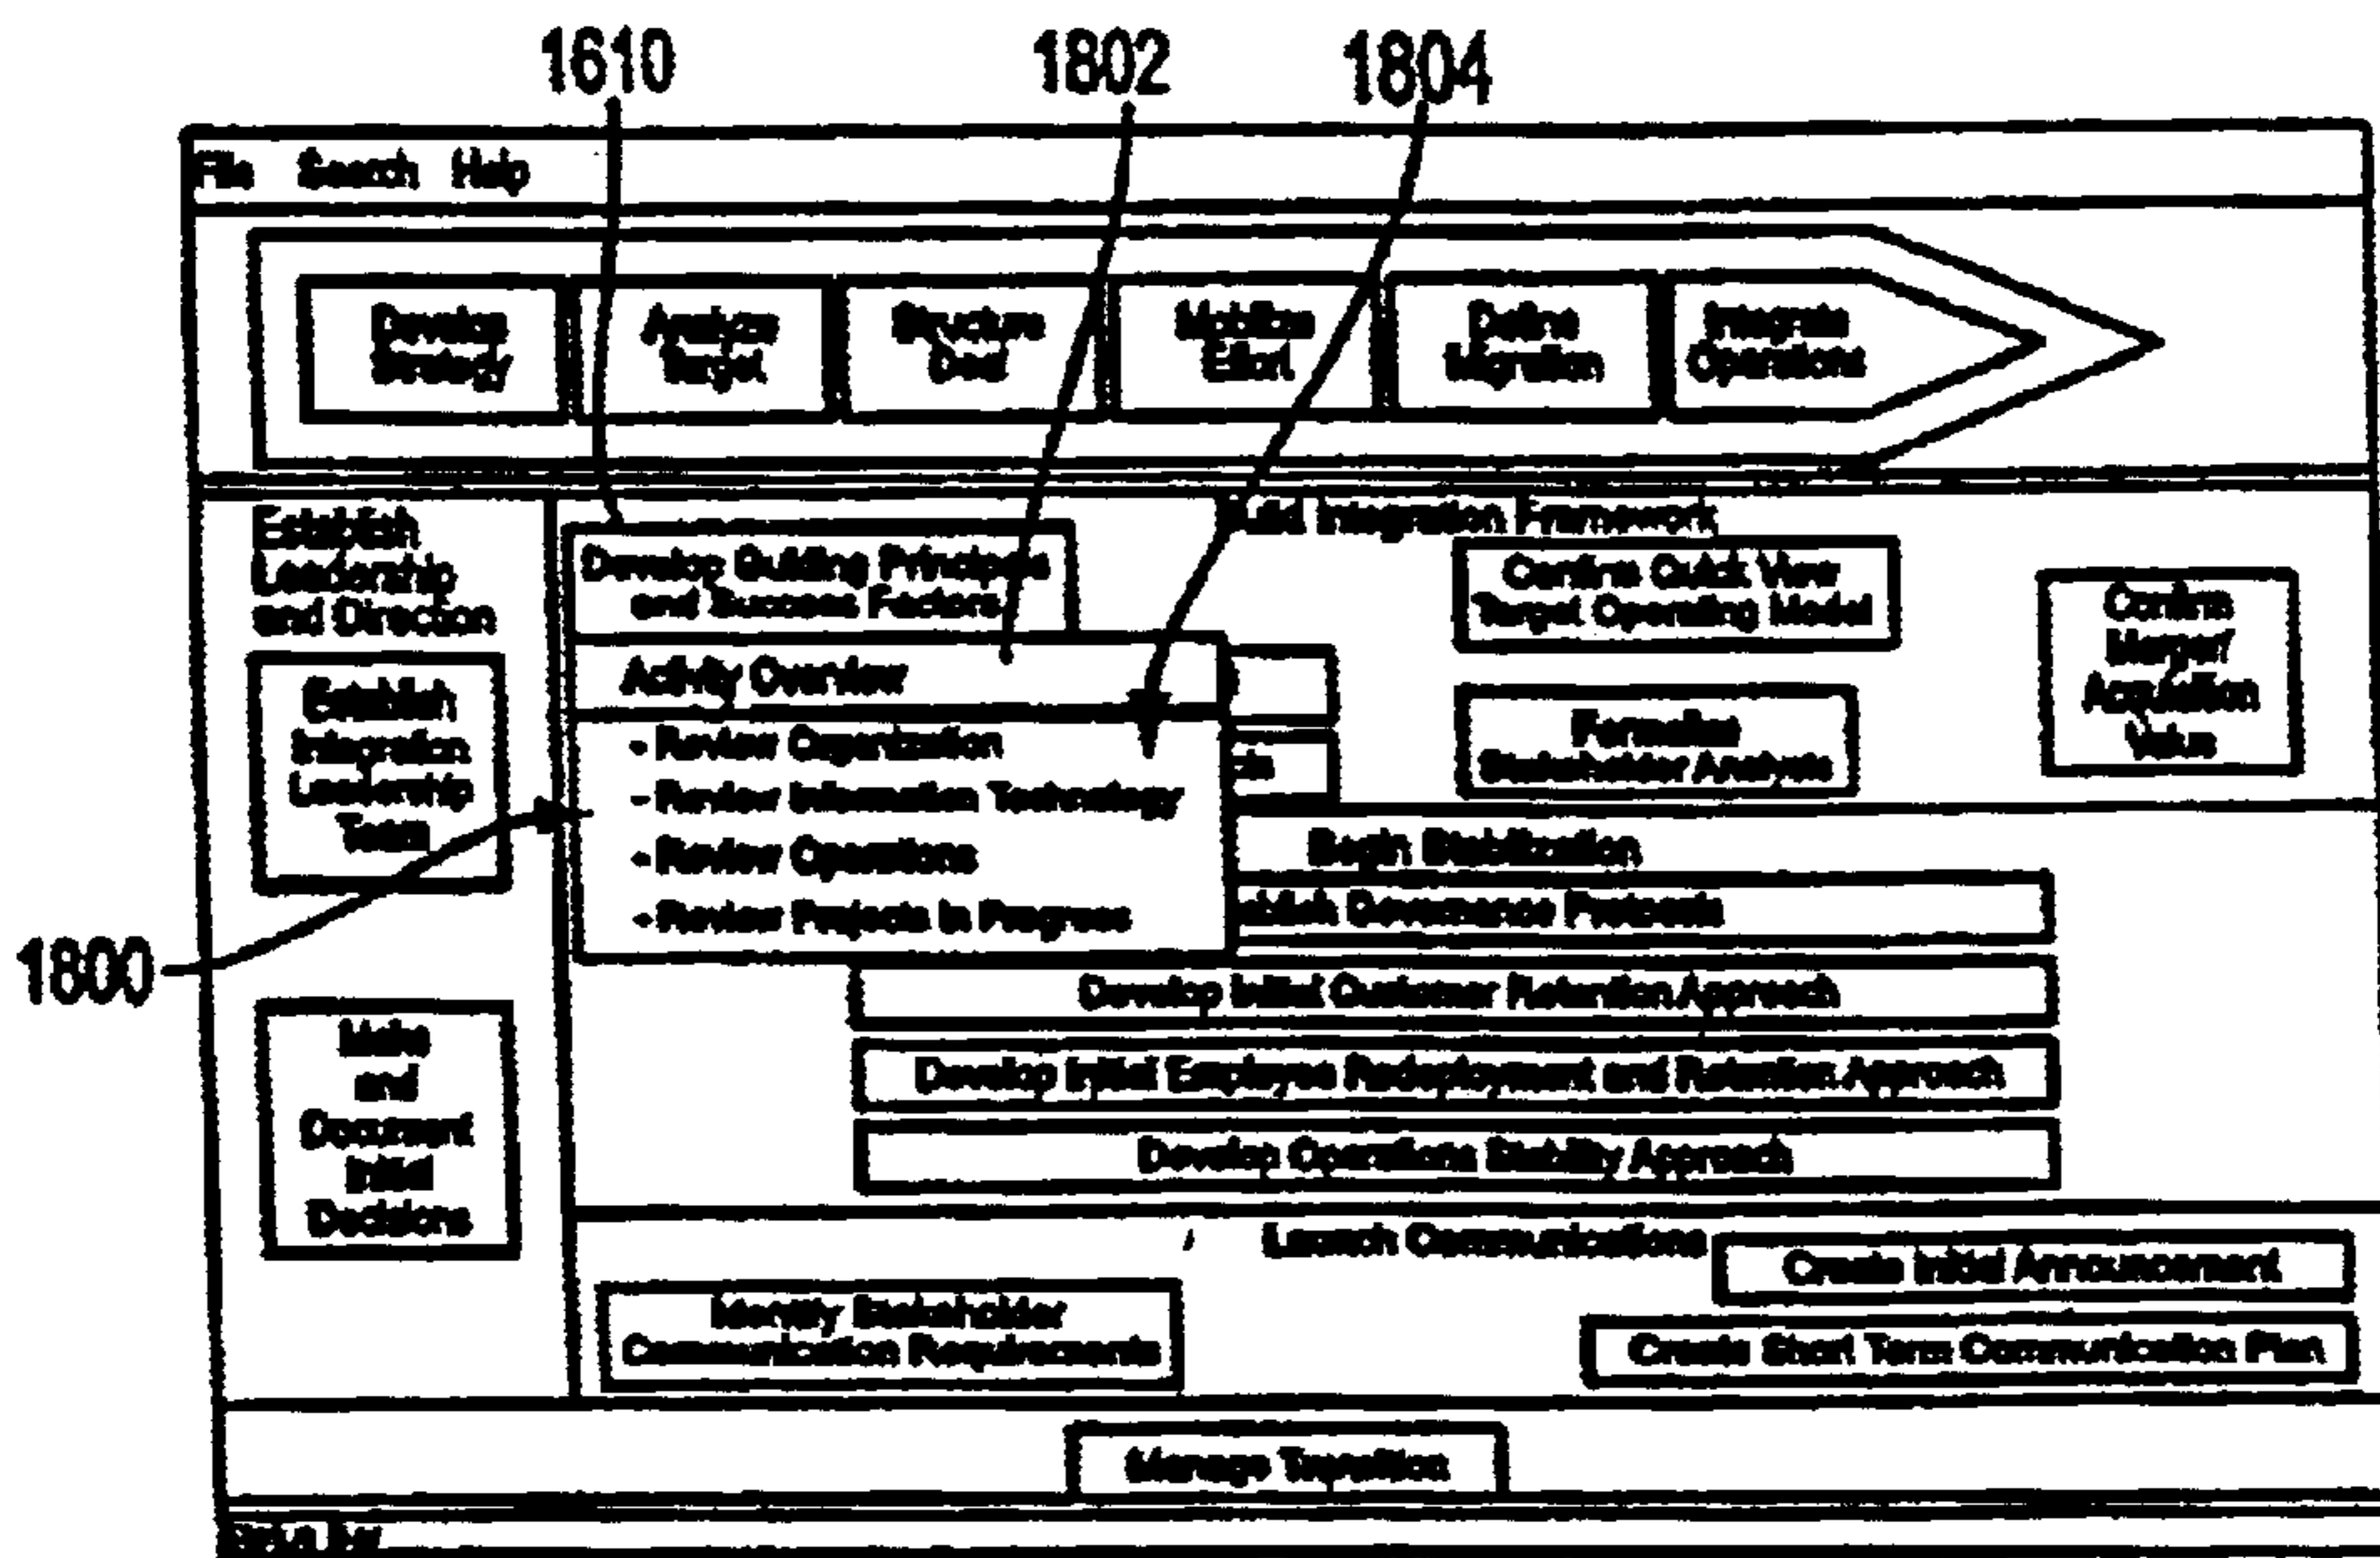 1610 1802 1804
File Search Help
Develop
Strategy
Analyze
Target
Structure
Deal
Mobilize
Effort
Define
Migration
Integrate
Operations
Establish
Leadership
and Direction
Establish
Integration
Leadership
Team
Make
and
Document
Initial
Decisions
1800
Develop Guiding Principles
and Success Factors
Activity Overview
- Review Organization
- Review Information Technology
- Review Operations
- Review Projects In Progress
Integration Framework
Confirm Quick View
Target Operating Model
Formalize
Stakeholder Analysis
Confirm
Merger/
Acquisition
Value
Begin Stabilization
Governance Protocols
Develop Initial Customer Retention Approach
Develop Initial Employee Redeployment and Retention Approach
Develop Operations Stability Approach
Launch Communications
Create Initial Announcement
Identify Stakeholder
Communication Requirements
Create Short Term Communication Plan
Manage Transition